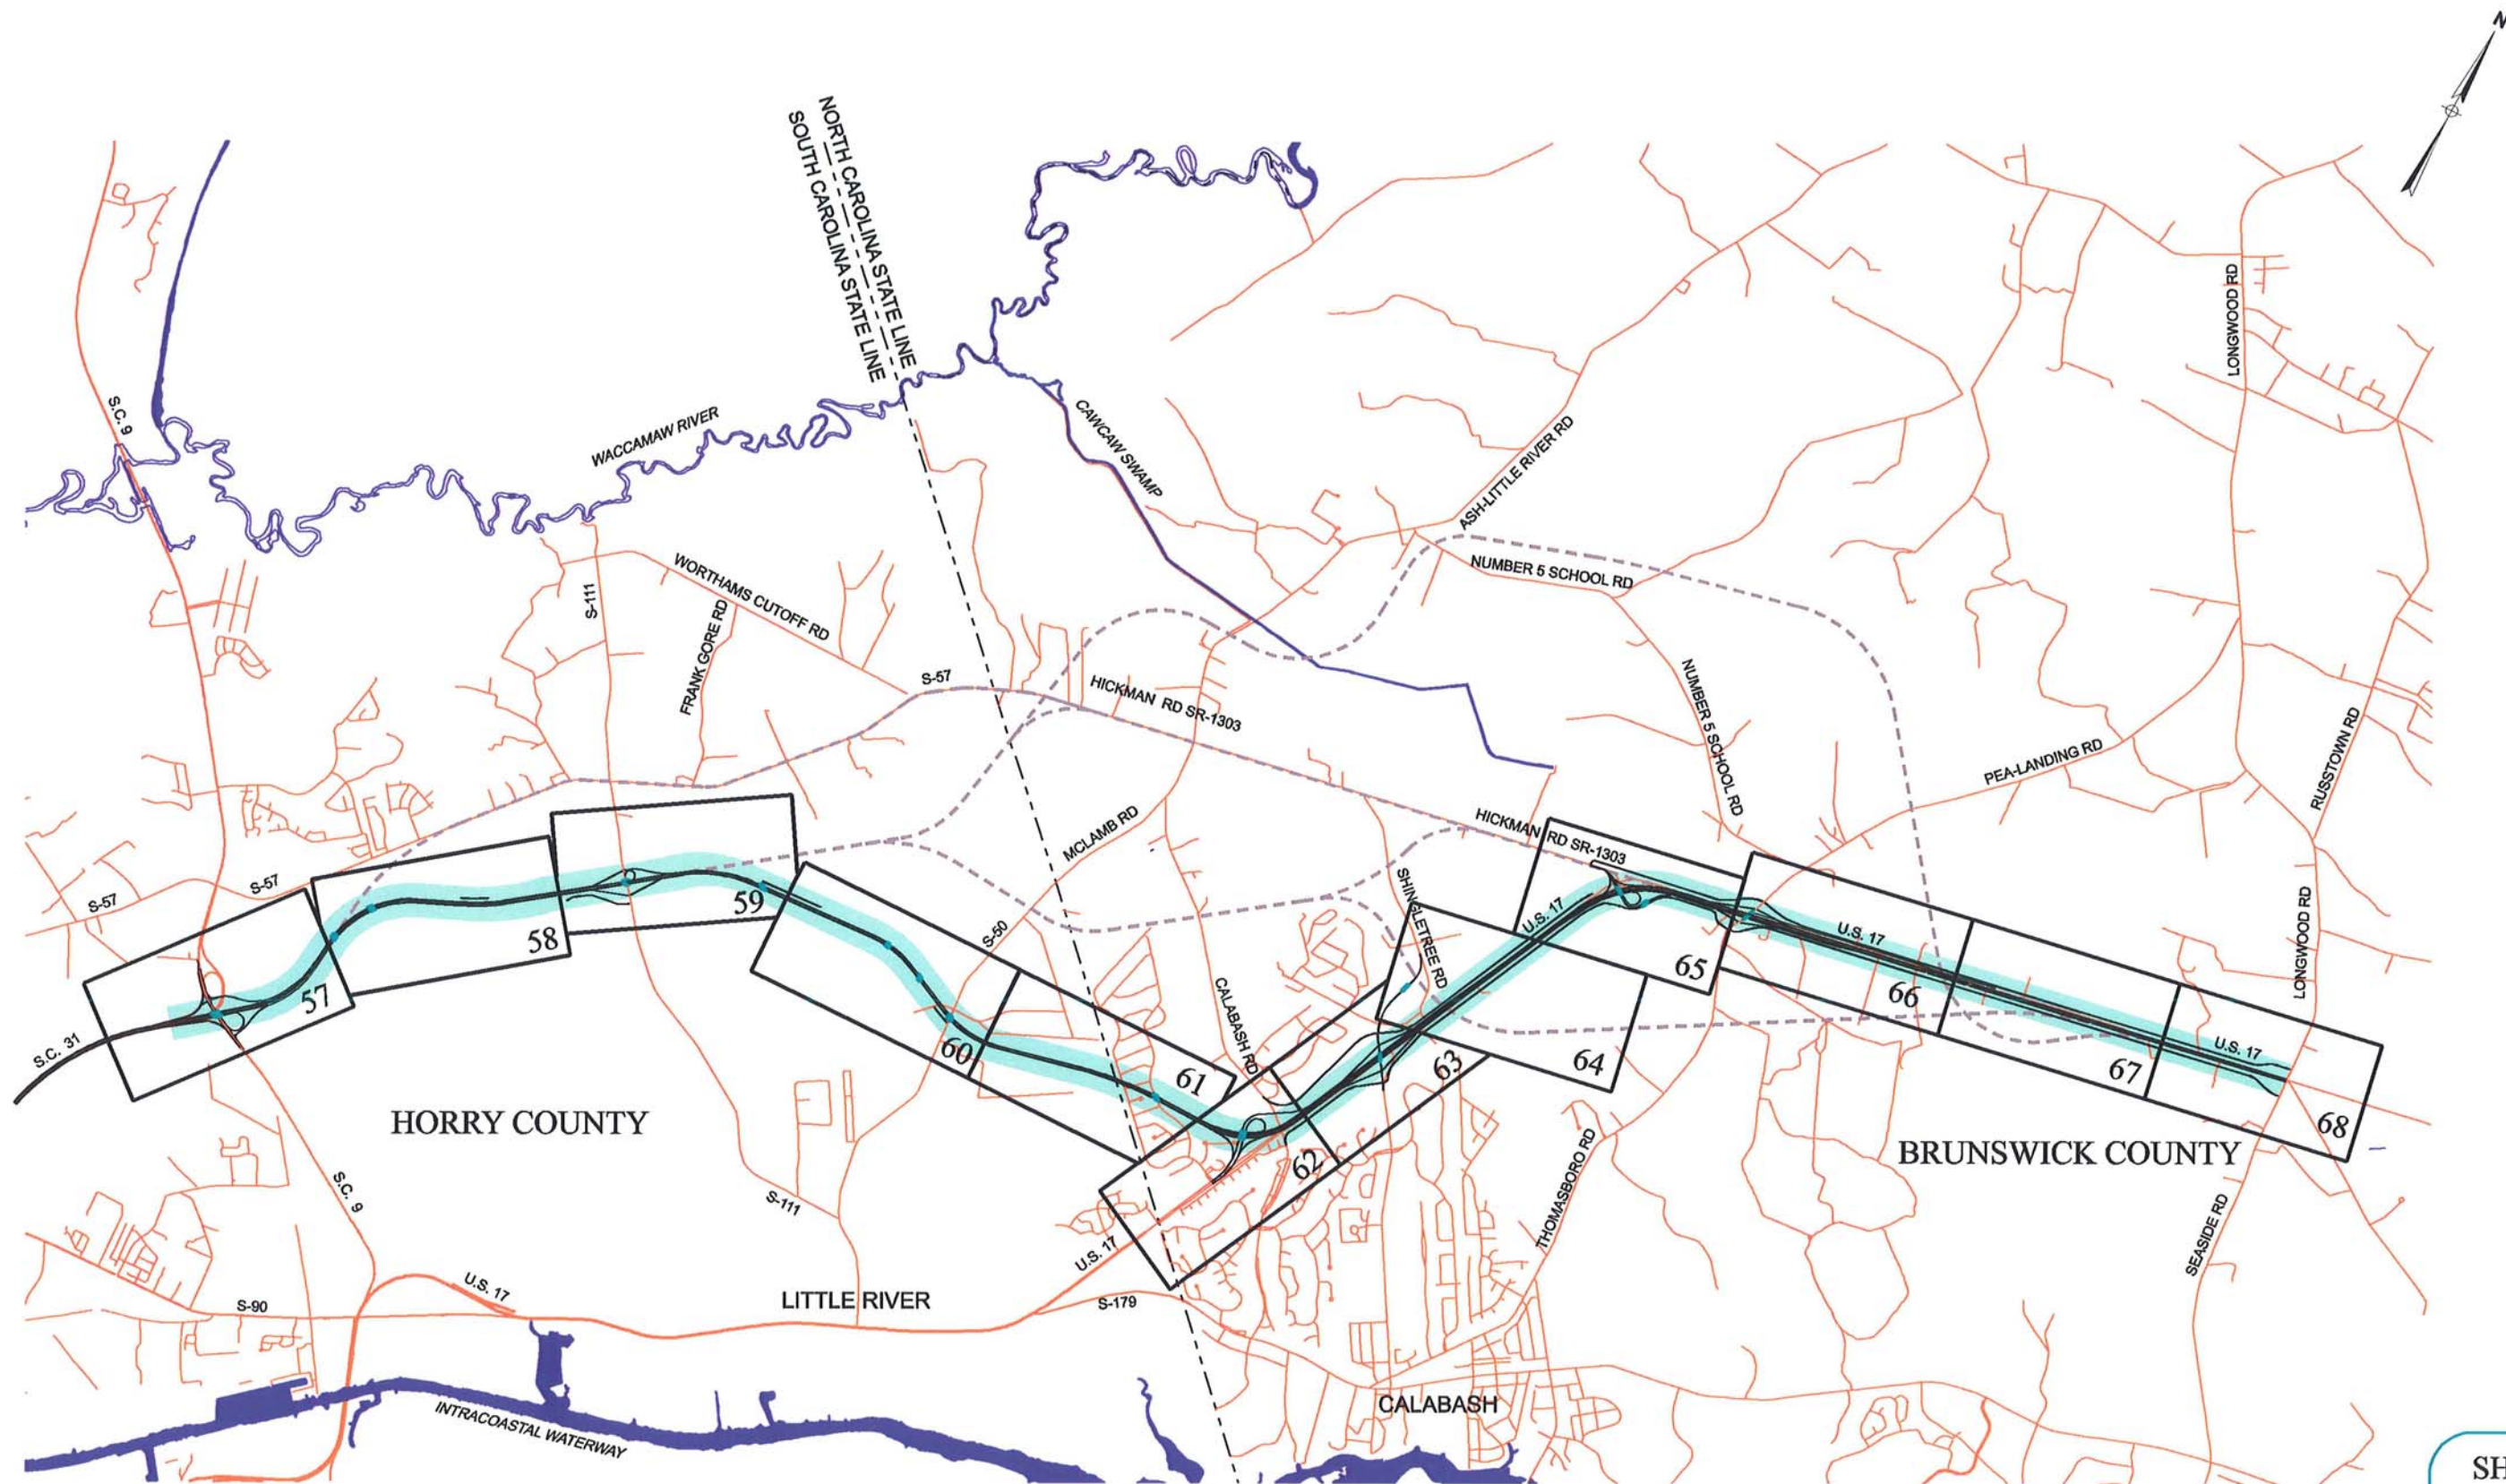 N
NORTH CAROLINA STATE LINE
SOUTH CAROLINA STATE LINE
LONGWOOD RD
S.C. 9
WACCAMAW RIVER
CAWCAW SWAMP
ASH-LITTLE RIVER RD
NUMBER 5 SCHOOL RD
WORTHAMS CUTOFF RD
S-111
FRANK GORE RD
S-57
HICKMAN RD SR-1303
NUMBER 5 SCHOOL RD
PEA-LANDING RD
RUSSTOWN RD
MCLAMB RD
HICKMAN RD SR-1303
S-57
S-57
SHINGLETREE RD
U.S. 17
U.S. 17
LONGWOOD RD
59
58
57
S-50
65
66
CALABASH RD
S.C. 31
60
61
63
64
67
U.S. 17
68
HORRY COUNTY
62
BRUNSWICK COUNTY
S.C. 9
S-111
THOMASBORO RD
SEASIDE RD
U.S. 17
U.S. 17
S-90
LITTLE RIVER
S-179
CALABASH
INTRACOASTAL WATERWAY